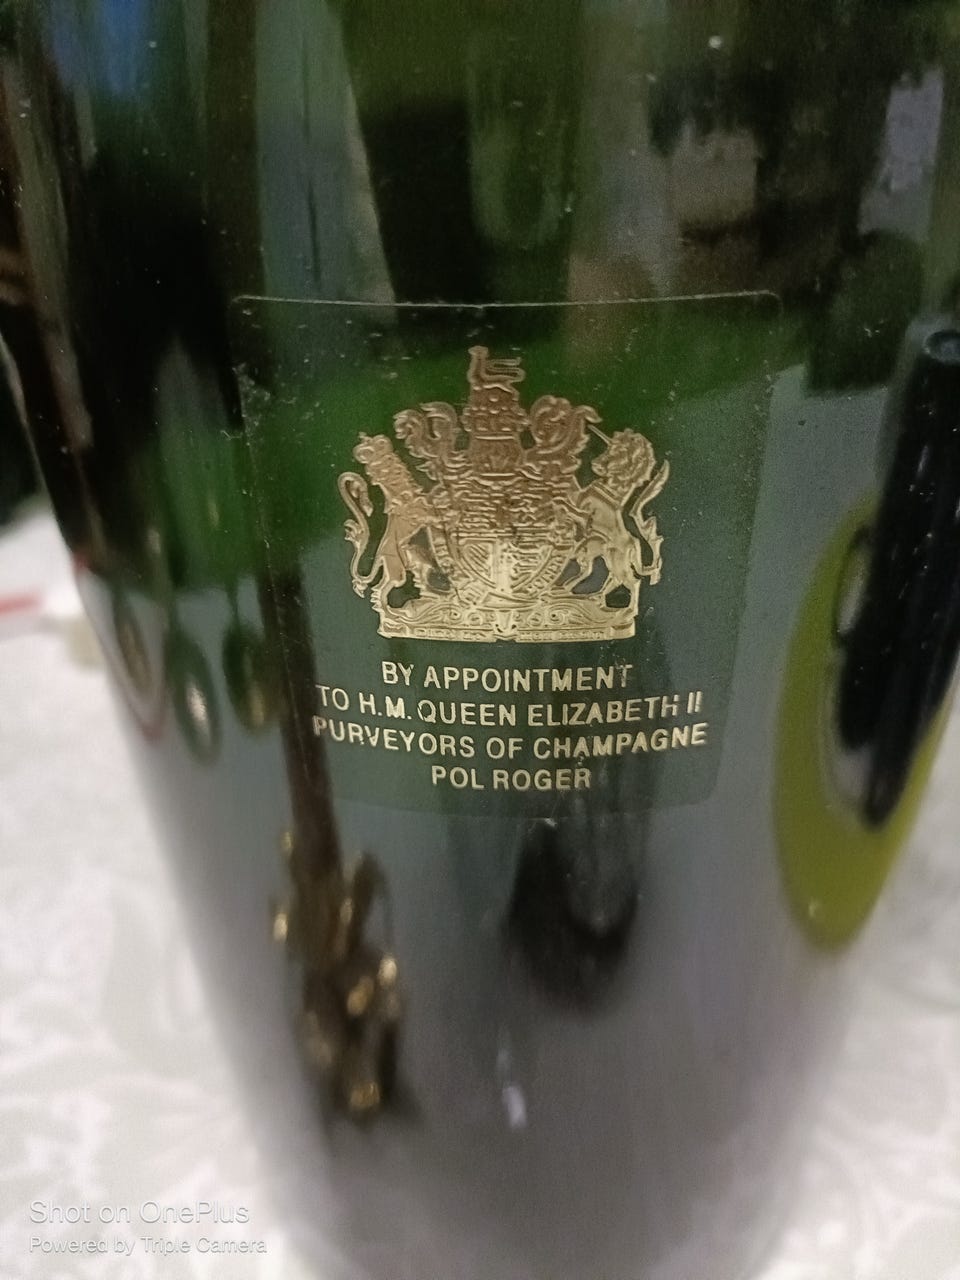 BY APPOINTMENT
TO H.M. QUEEN ELIZABETH II
PURVEYORS OF CHAMPAGNE
POL ROGER
Shot on OnePlus
Powered by Triple Camera